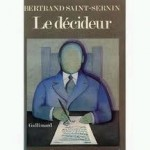 BERTRAND SAINT-SERNIN
Le décideur
Gallimard